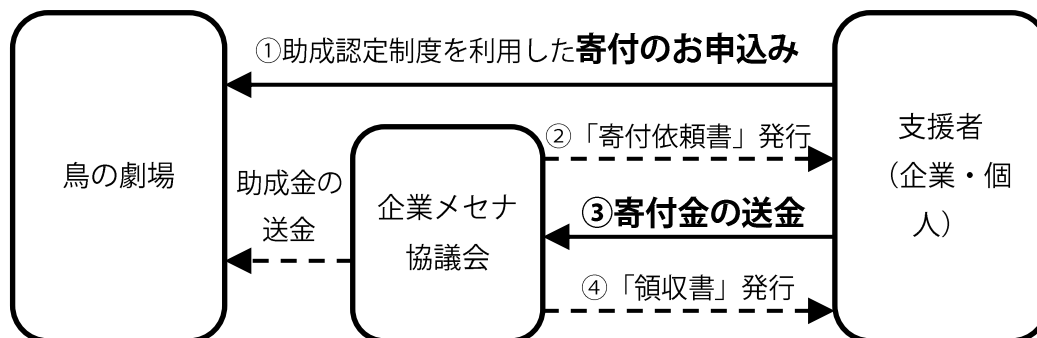 ①助成認定制度を利用した寄付のお申込み
鳥の劇場
助成金の
送金
企業メセナ
協議会
②「寄付依頼書」発行
③寄付金の送金
④「領収書」発行
支援者
（企業・個
人）